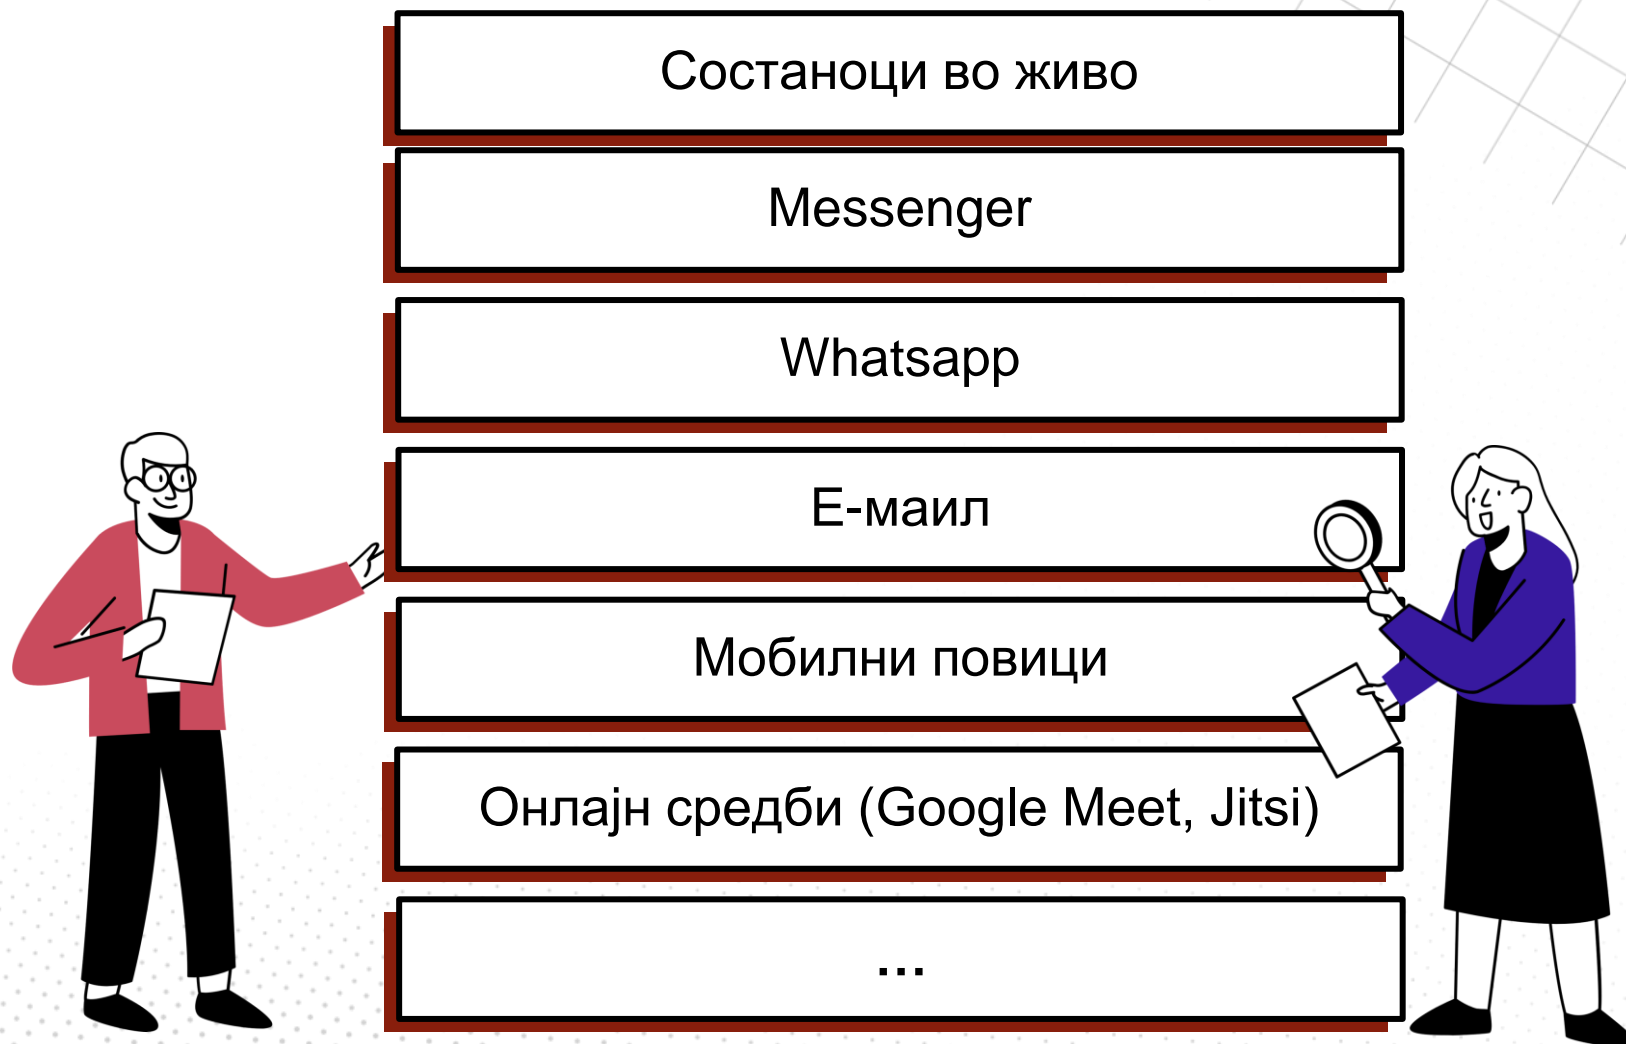 Состаноци во живо
Messenger
Whatsapp
Е-маил
Мобилни повици
Онлајн средби (Google Meet, Jitsi)
...